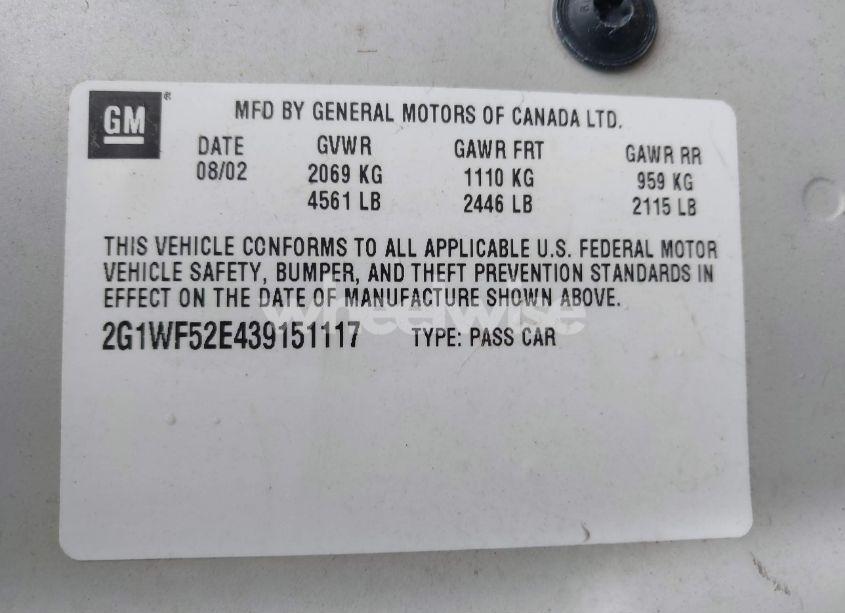 GM
MFD BY GENERAL MOTORS OF CANADA LTD.
DATE GVWR GAWR FRT GAWR RR
08/02 2069 KG 1110 KG 959 KG
4561 LB 2446 LB 2115 LB
THIS VEHICLE CONFORMS TO ALL APPLICABLE U.S. FEDERAL MOTOR
VEHICLE SAFETY, BUMPER, AND THEFT PREVENTION STANDARDS IN
EFFECT ON THE DATE OF MANUFACTURE SHOWN ABOVE.
wheelwise
2G1WF52E439151117 TYPE: PASS CAR